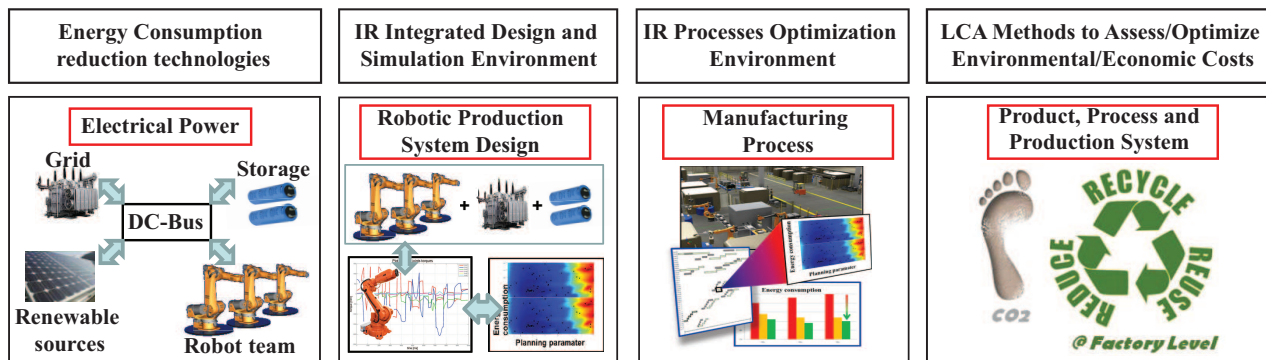 Energy Consumption
reduction technologies
IR Integrated Design and
Simulation Environment
IR Processes Optimization
Environment
LCA Methods to Assess/Optimize
Environmental/Economic Costs
Electrical Power
Grid
Storage
DC-Bus
Renewable
sources
Robot team
Robotic Production
System Design
+
+
Energy
consumption
Planning paramater
Manufacturing
Process
Energy consumption
Planning paramater
Energy consumption
Product, Process and
Production System
CO2
REDUCE
RECYCLE
REUSE
@ Factory Level